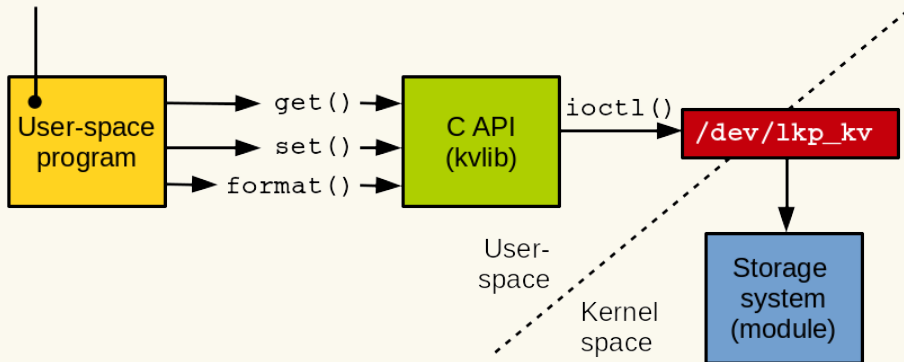 User-space
program
get()
set()
format()
C API
(kvlib)
ioctl()
/dev/lkp_kv
User-
space
Kernel
space
Storage
system
(module)